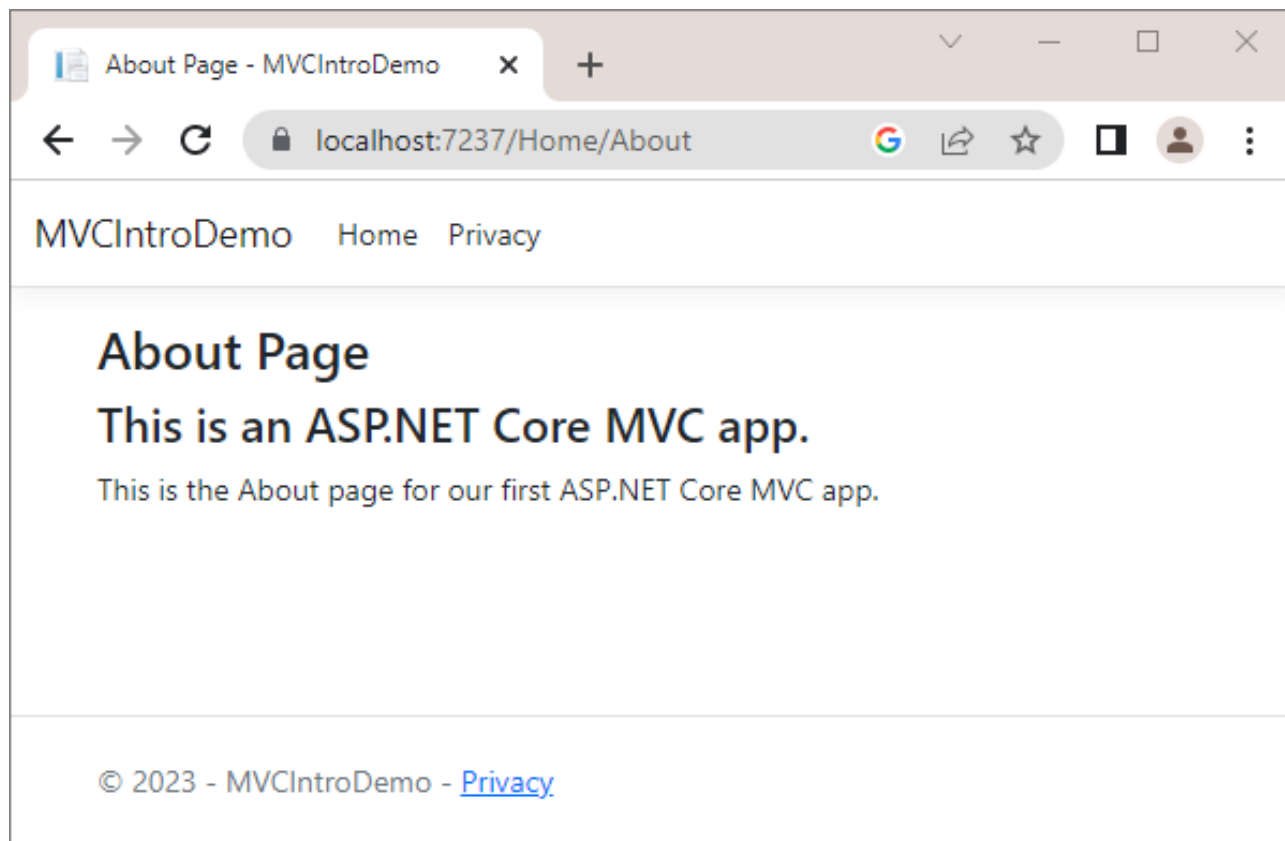 About Page - MVCIntroDemo
localhost:7237/Home/About
MVCIntroDemo Home Privacy
About Page
This is an ASP.NET Core MVC app.
This is the About page for our first ASP.NET Core MVC app.
© 2023 - MVCIntroDemo - Privacy